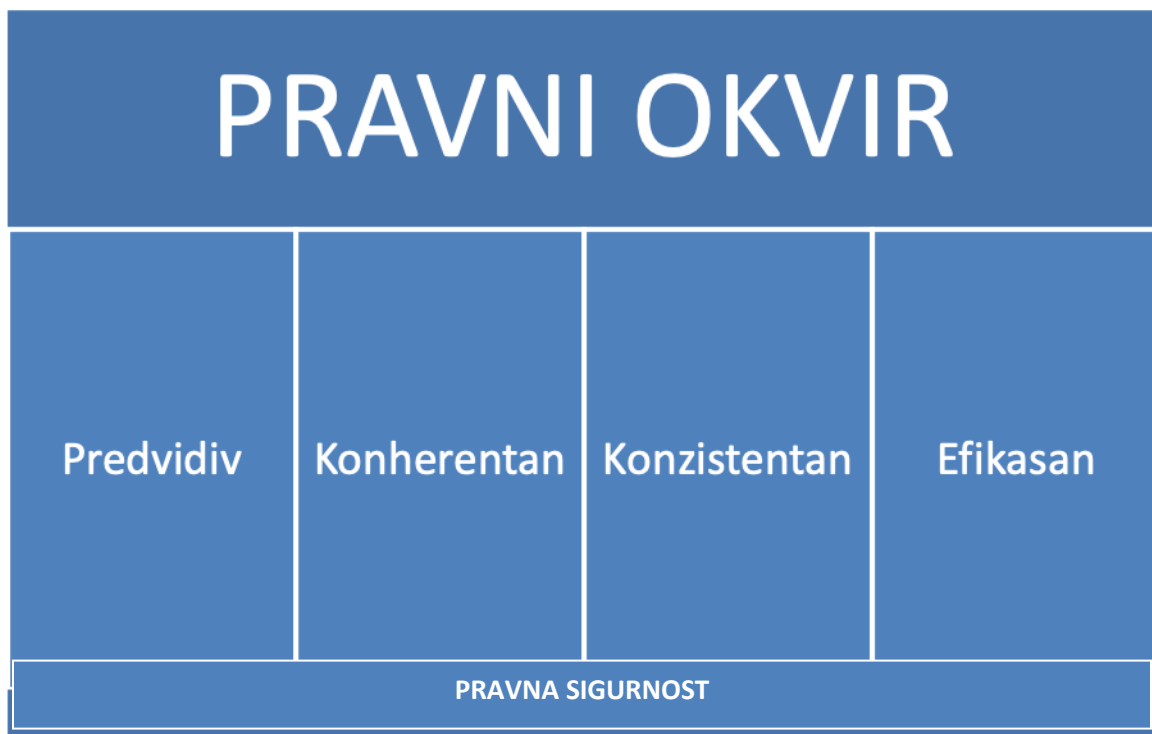 PRAVNI OKVIR
Predvidiv
Konherentan
Konzistentan
Efikasan
PRAVNA SIGURNOST